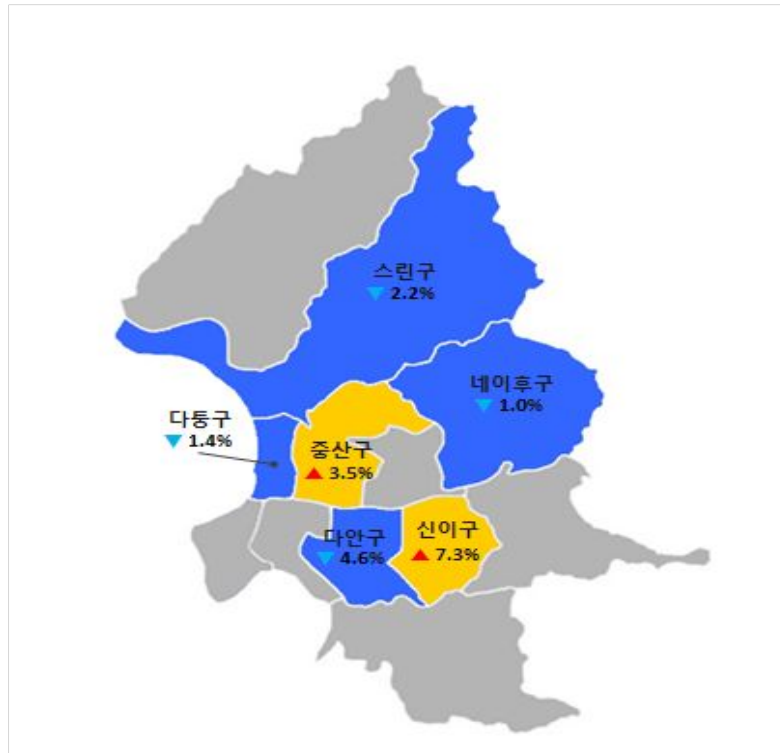 스린구
▼ 2.2%
네이후구
▼ 1.0%
다퉁구
▼ 1.4%
중산구
▲ 3.5%
다안구
▼ 4.6%
신이구
▲ 7.3%